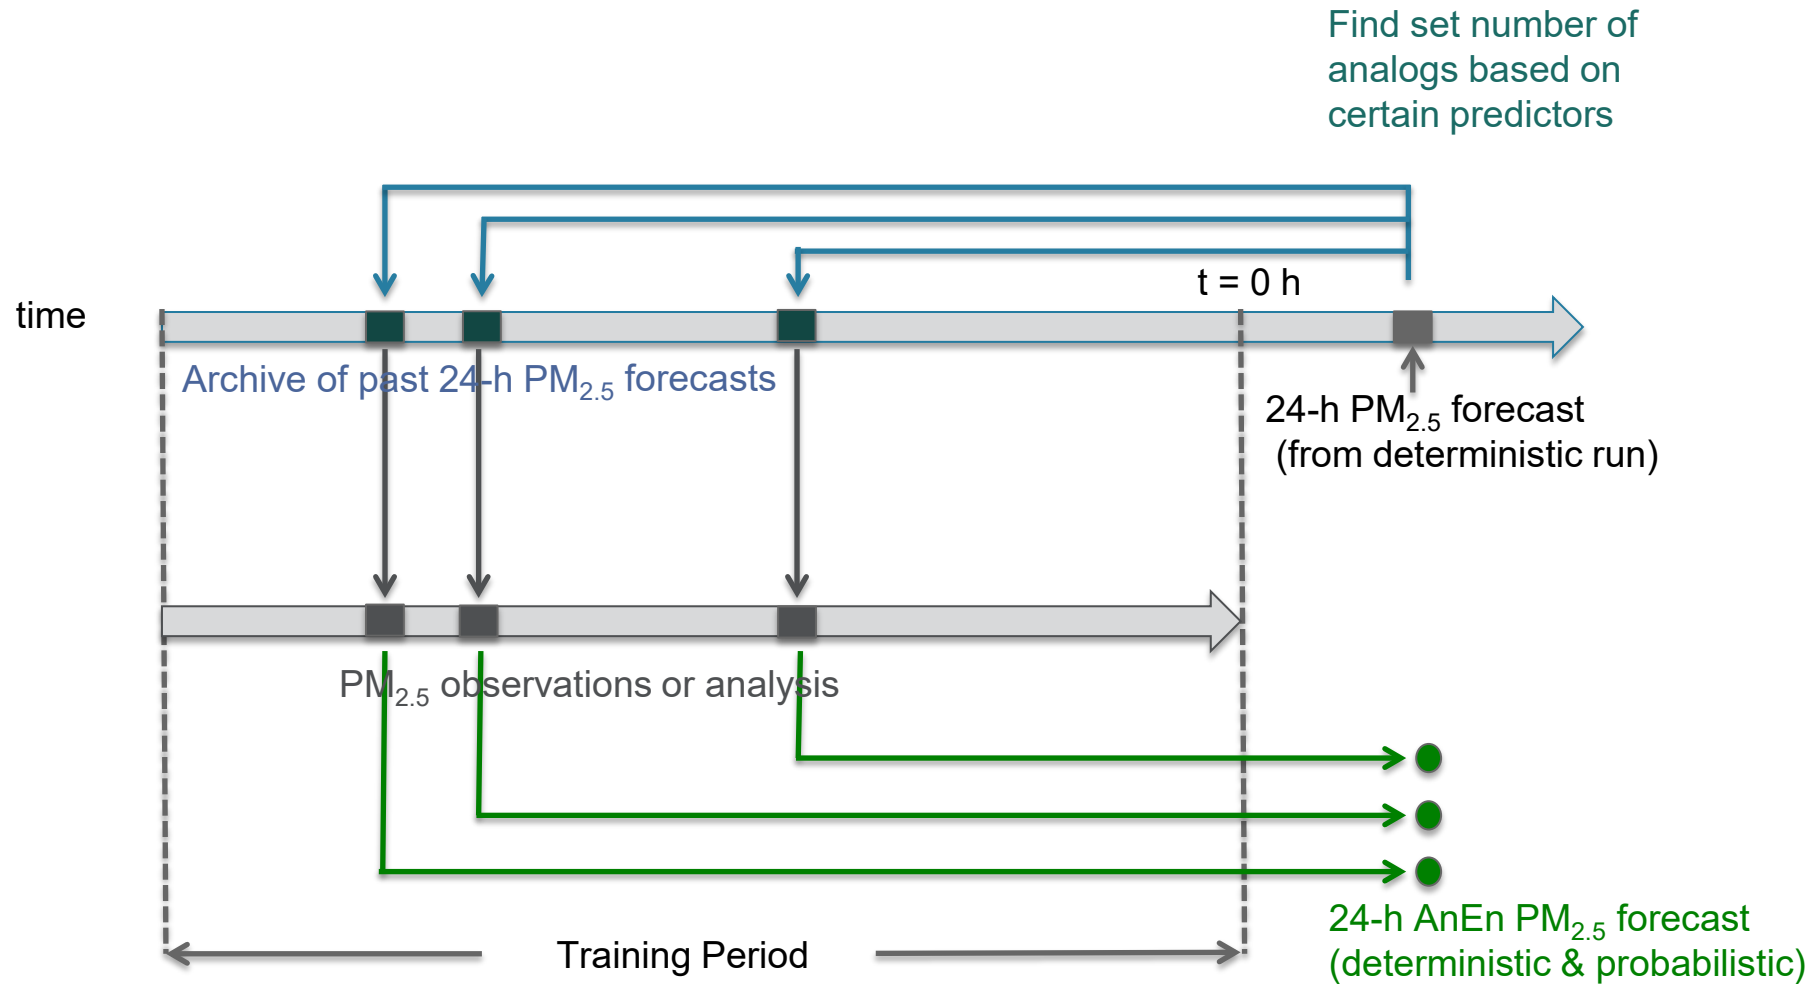 Find set number of
analogs based on
certain predictors
t = 0 h
time
Archive of past 24-h PM2.5 forecasts
24-h PM2.5 forecast
(from deterministic run)
PM2.5 observations or analysis
24-h AnEn PM2.5 forecast
(deterministic & probabilistic)
Training Period